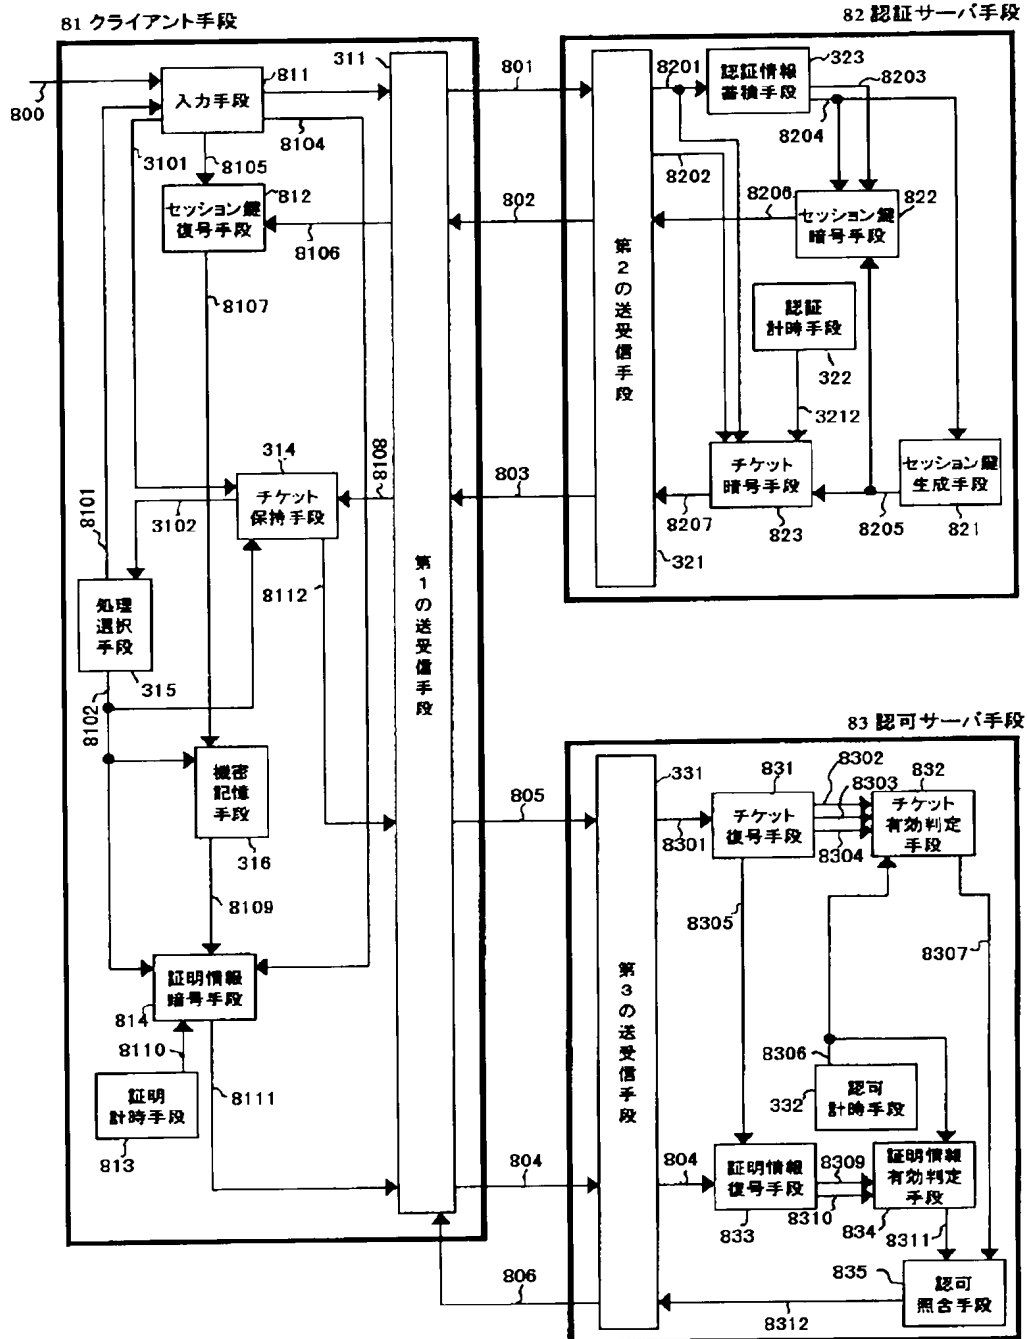 81 クライアント手段
82 認証サーバ手段
800
811
入力手段
3101
8105
8104
812
セッション鍵
復号手段
8106
8107
311
801
802
803
8201
8202
323
認証情報
蓄積手段
8203
8204
8206
822
セッション鍵
暗号手段
第2の送受信手段
認証
計時手段
322
3212
チケット
暗号手段
823
8207
321
セッション鍵
生成手段
8205
821
314
チケット
保持手段
8108
3102
8101
8112
処理
選択
手段
315
8102
第1の送受信手段
機密
記憶
手段
316
8109
証明情報
暗号手段
814
8110
証明
計時手段
813
8111
83 認可サーバ手段
805
331
8301
831
チケット
復号手段
8302
8303
8304
832
チケット
有効判定
手段
8305
8307
第3の送受信手段
8306
332
認可
計時手段
804
804
証明情報
復号手段
833
8309
8310
証明情報
有効判定
手段
834
8311
835
認可
照合手段
806
8312